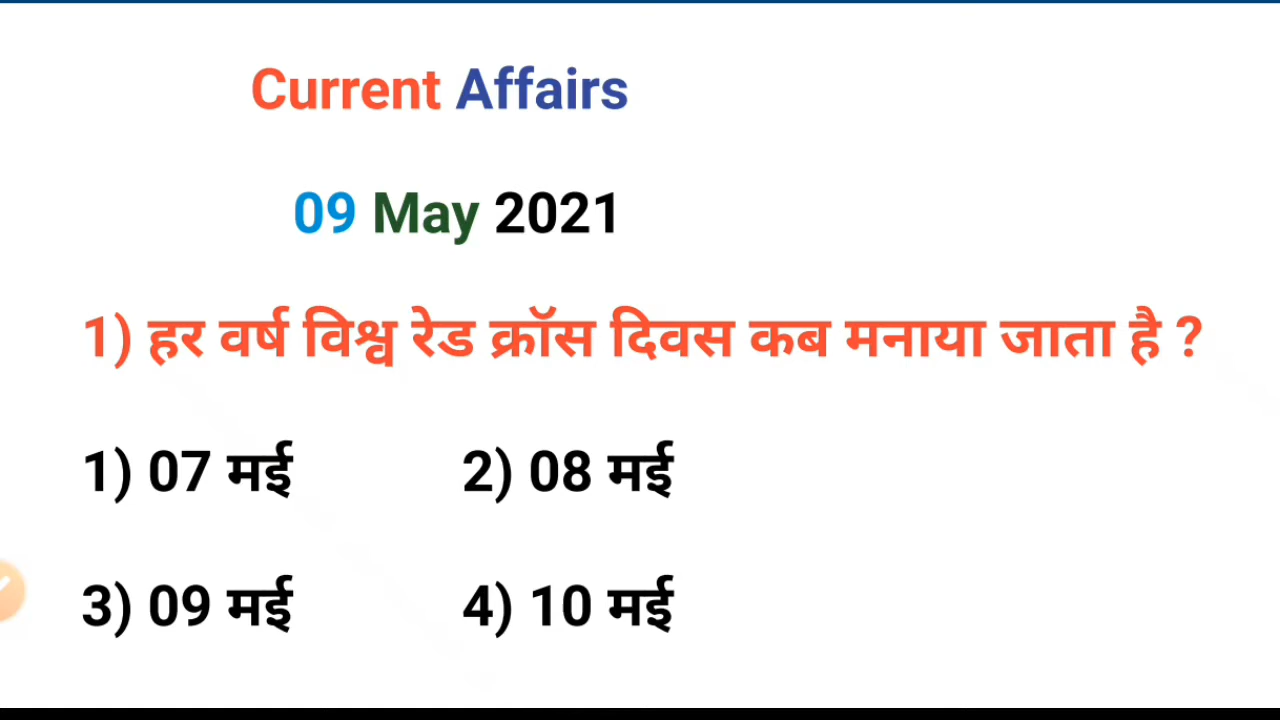 Current Affairs
09 May 2021
1) हर वर्ष विश्व रेड क्रॉस दिवस कब मनाया जाता है ?
1) 07 मई 2) 08 मई
3) 09 मई 4) 10 मई